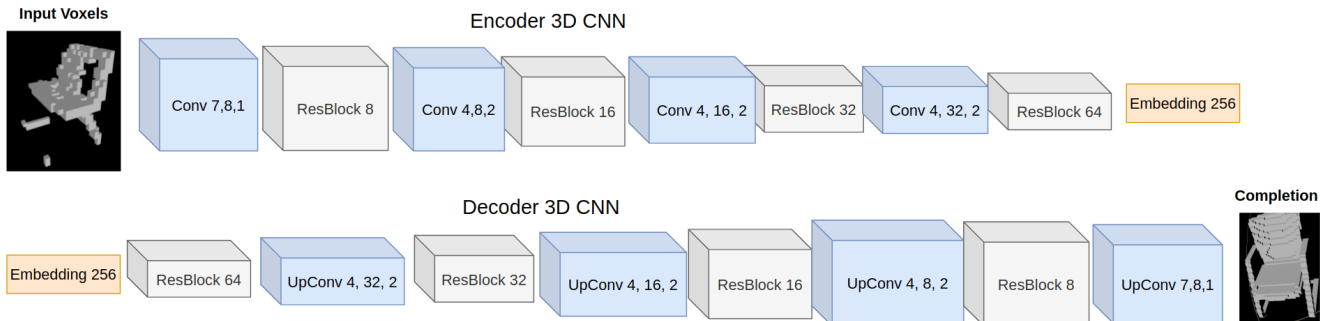 Input Voxels
Encoder 3D CNN
Conv 7,8,1
ResBlock 8
Conv 4,8,2
ResBlock 16
Conv 4, 16, 2
ResBlock 32
Conv 4, 32, 2
ResBlock 64
Embedding 256
Decoder 3D CNN
Completion
Embedding 256
ResBlock 64
UpConv 4, 32, 2
ResBlock 32
UpConv 4, 16, 2
ResBlock 16
UpConv 4, 8, 2
ResBlock 8
UpConv 7,8,1